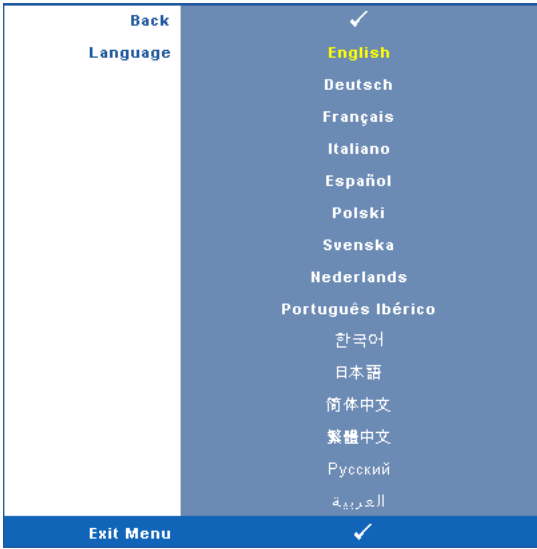 Back ✓
Language English
Deutsch
Français
Italiano
Español
Polski
Svenska
Nederlands
Português Ibérico
한국어
日本語
简体中文
繁體中文
Русский
العربية
Exit Menu ✓